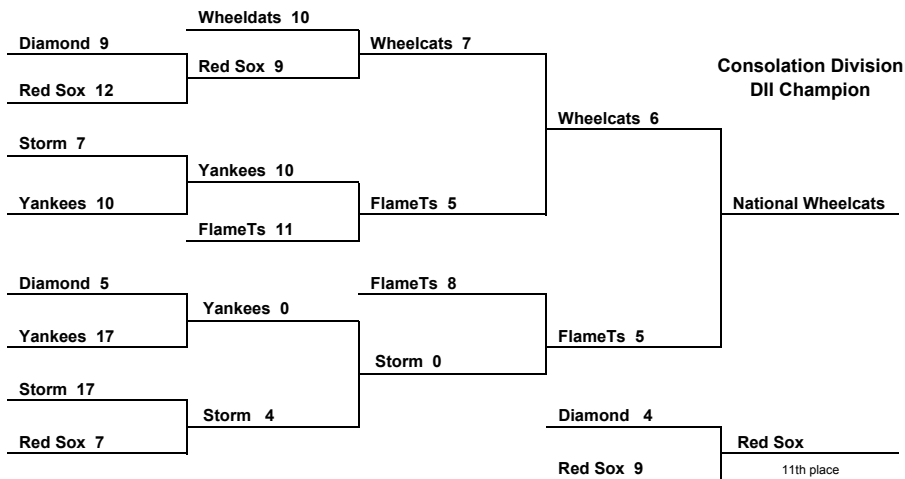 Wheeldats 10
Diamond 9
Wheelcats 7
Red Sox 9
Consolation Division
DII Champion
Red Sox 12
Wheelcats 6
Storm 7
Yankees 10
Yankees 10
FlameTs 5
National Wheelcats
FlameTs 11
Diamond 5
FlameTs 8
Yankees 0
Yankees 17
FlameTs 5
Storm 0
Storm 17
Storm 4
Diamond 4
Red Sox 7
Red Sox
Red Sox 9
11th place